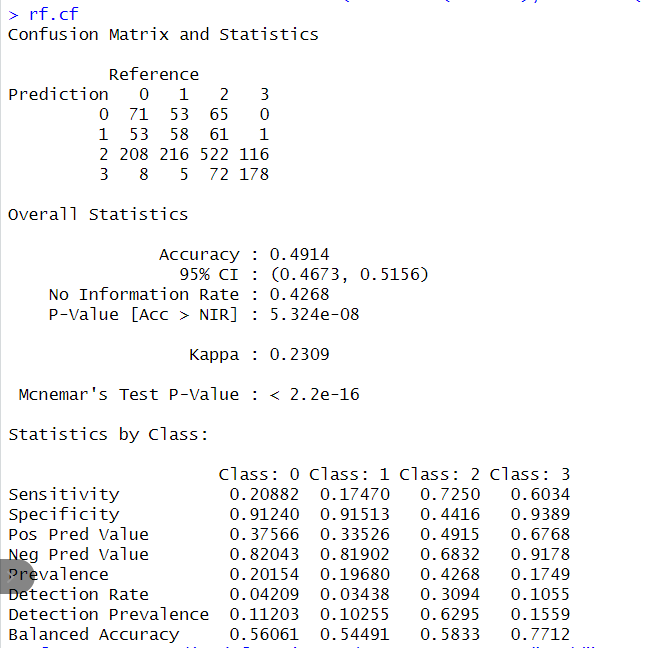 > rf.cf
Confusion Matrix and Statistics
Reference
Prediction 0 1 2 3
0 71 53 65 0
1 53 58 61 1
2 208 216 522 116
3 8 5 72 178
Overall Statistics
Accuracy : 0.4914
95% CI : (0.4673, 0.5156)
No Information Rate : 0.4268
P-Value [Acc > NIR] : 5.324e-08
Kappa : 0.2309
Mcnemar's Test P-Value : < 2.2e-16
Statistics by Class:
Class: 0 Class: 1 Class: 2 Class: 3
Sensitivity 0.20882 0.17470 0.7250 0.6034
Specificity 0.91240 0.91513 0.4416 0.9389
Pos Pred Value 0.37566 0.33526 0.4915 0.6768
Neg Pred Value 0.82043 0.81902 0.6832 0.9178
Prevalence 0.20154 0.19680 0.4268 0.1749
Detection Rate 0.04209 0.03438 0.3094 0.1055
Detection Prevalence 0.11203 0.10255 0.6295 0.1559
Balanced Accuracy 0.56061 0.54491 0.5833 0.7712